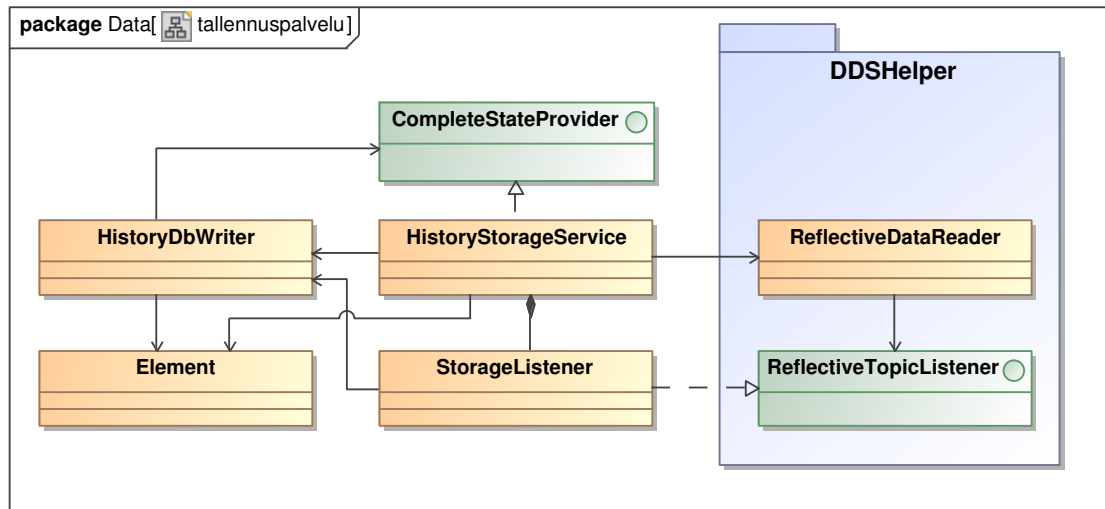 package Data[ tallennuspalvelu]
DDSHelper
CompleteStateProvider
HistoryDbWriter
HistoryStorageService
ReflectiveDataReader
Element
StorageListener
ReflectiveTopicListener